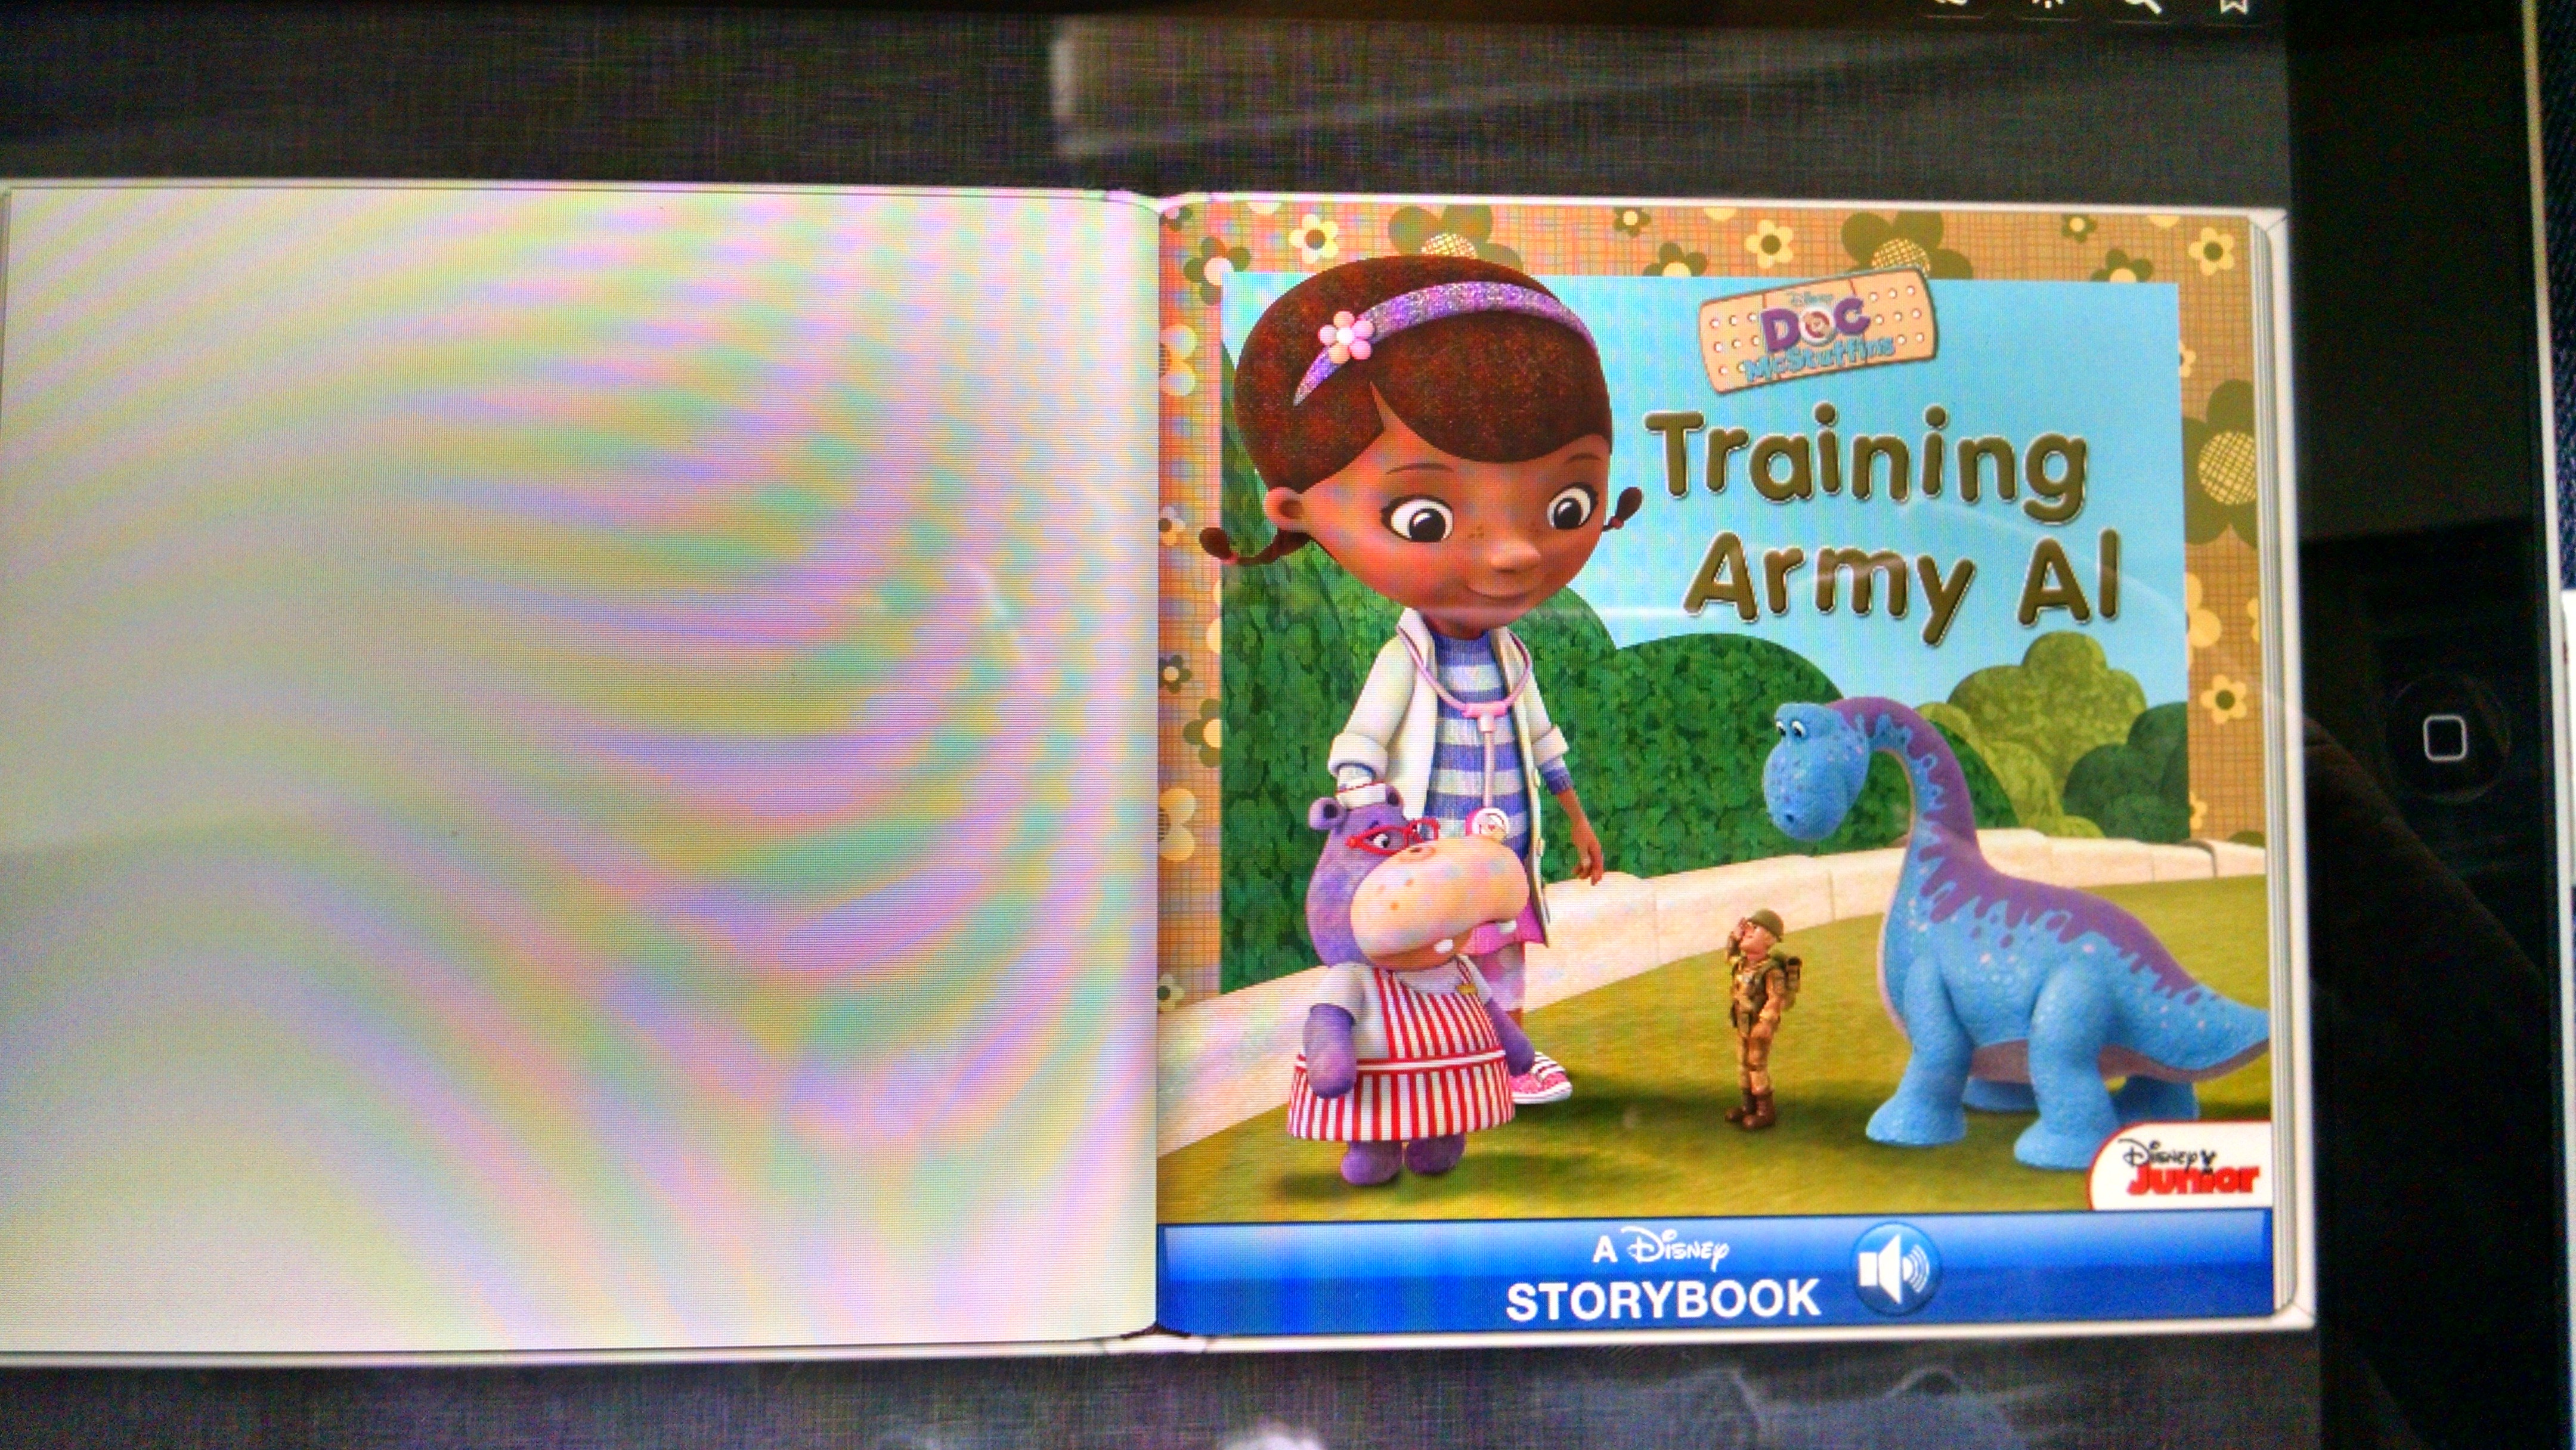 Disney
DOC
McStuffins
Training
Army Al
Disney
Junior
A Disney
STORYBOOK